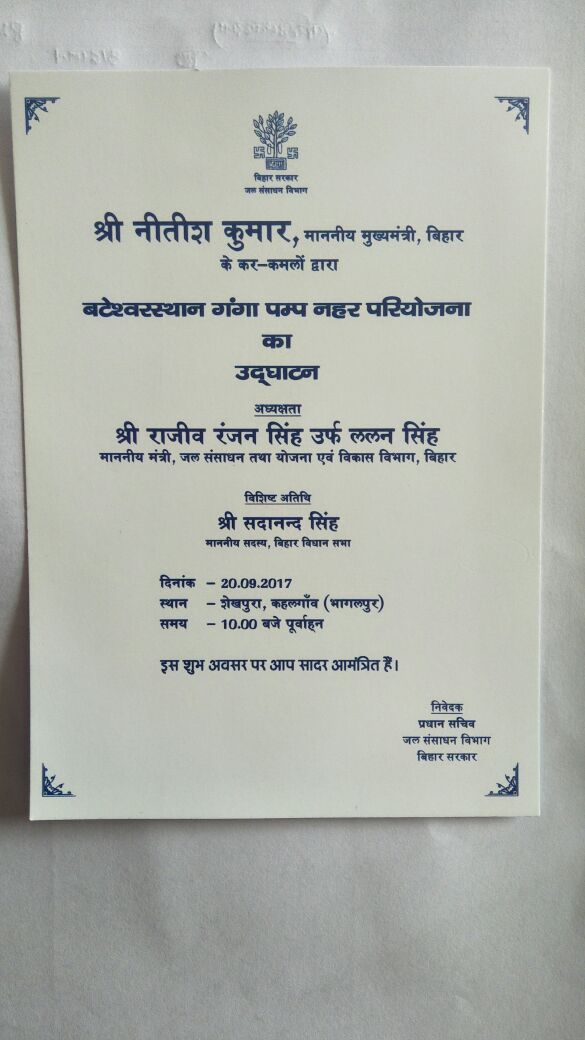 बिहार सरकार
जल संसाधन विभाग
श्री नीतीश कुमार, माननीय मुख्यमंत्री, बिहार
के कर-कमलों द्वारा
बटेश्वरस्थान गंगा पम्प नहर परियोजना
का
उद्घाटन
अध्यक्षता
श्री राजीव रंजन सिंह उर्फ ललन सिंह
माननीय मंत्री, जल संसाधन तथा योजना एवं विकास विभाग, बिहार
विशिष्ट अतिथि
श्री सदानन्द सिंह
माननीय सदस्य, बिहार विधान सभा
दिनांक – 20.09.2017
स्थान – शेखपुरा, कहलगाँव (भागलपुर)
समय – 10.00 बजे पूर्वाह्न
इस शुभ अवसर पर आप सादर आमंत्रित हैं।
निवेदक
प्रधान सचिव
जल संसाधन विभाग
बिहार सरकार